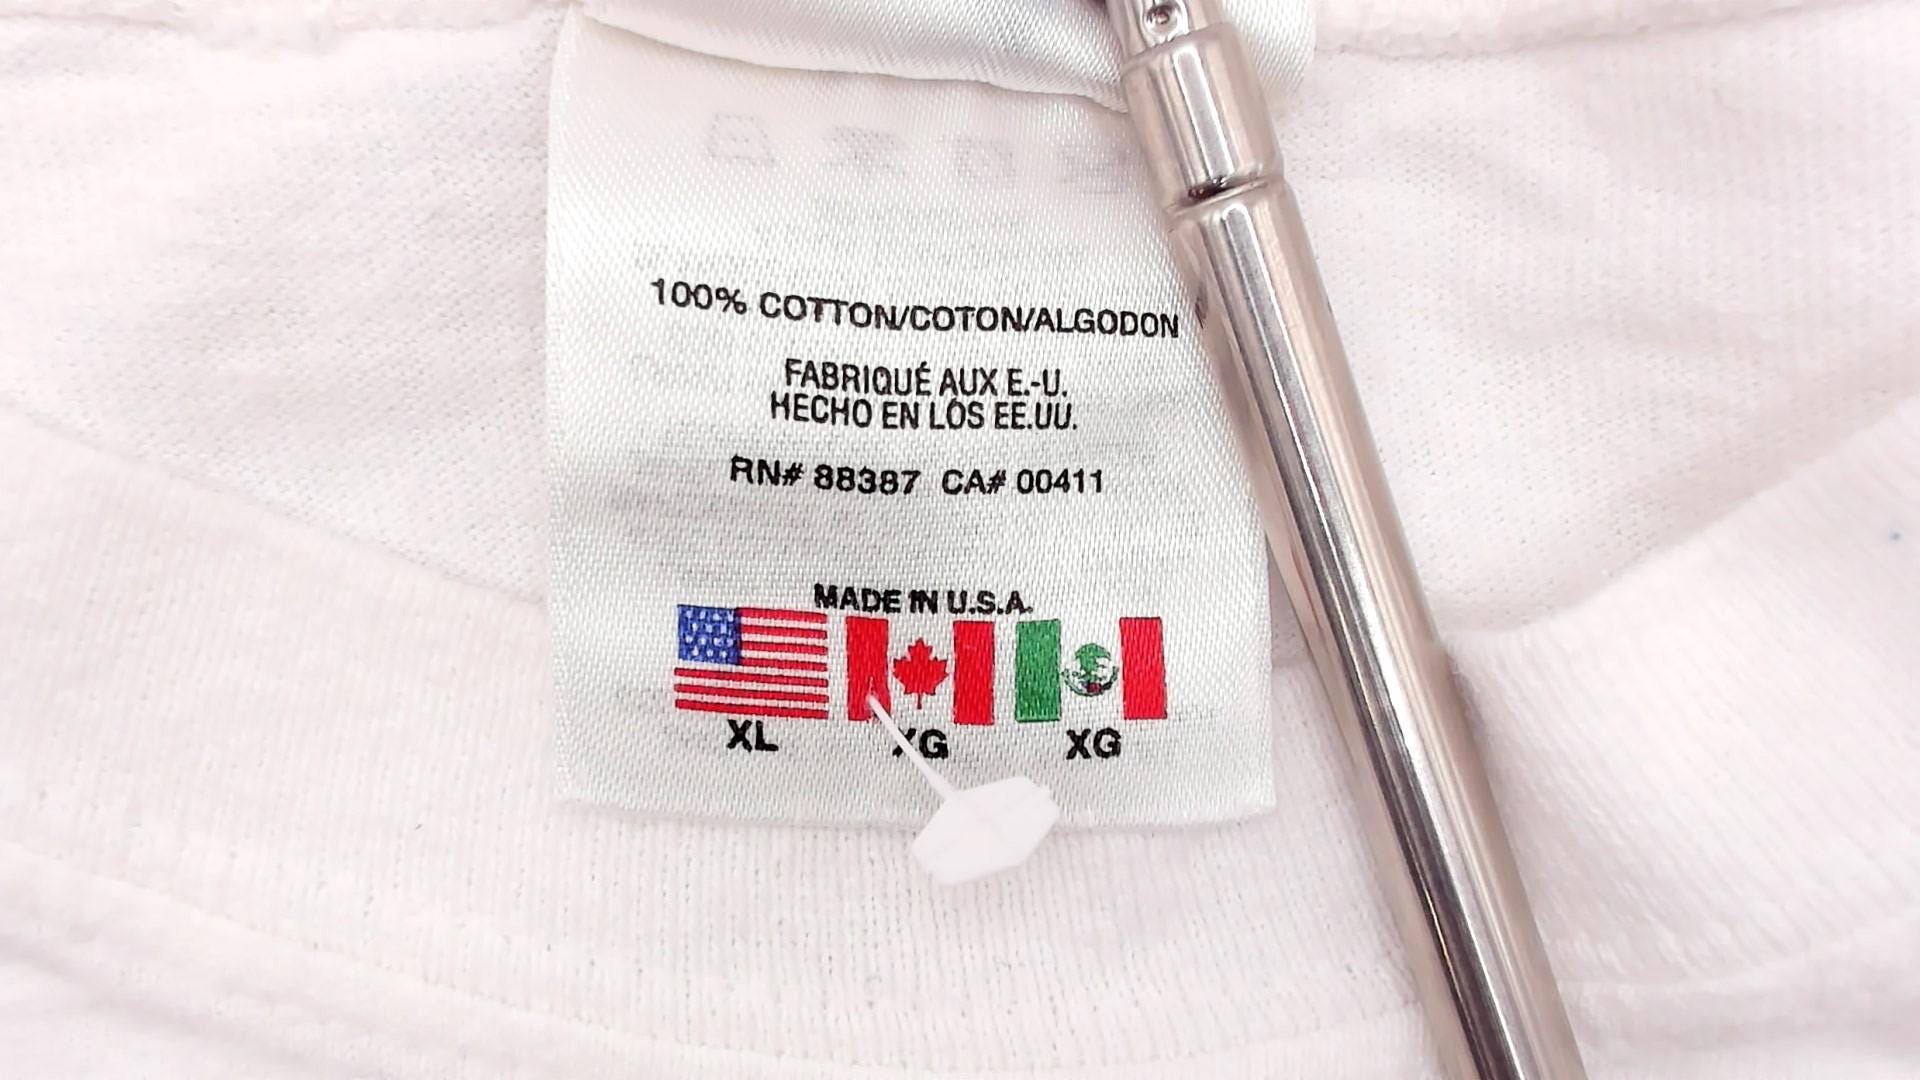 100% COTTON/COTON/ALGODON
FABRIQUÉ AUX E.-U.
HECHO EN LOS EE.UU.
RN# 88387 CA# 00411
MADE IN U.S.A.
XL XG XG